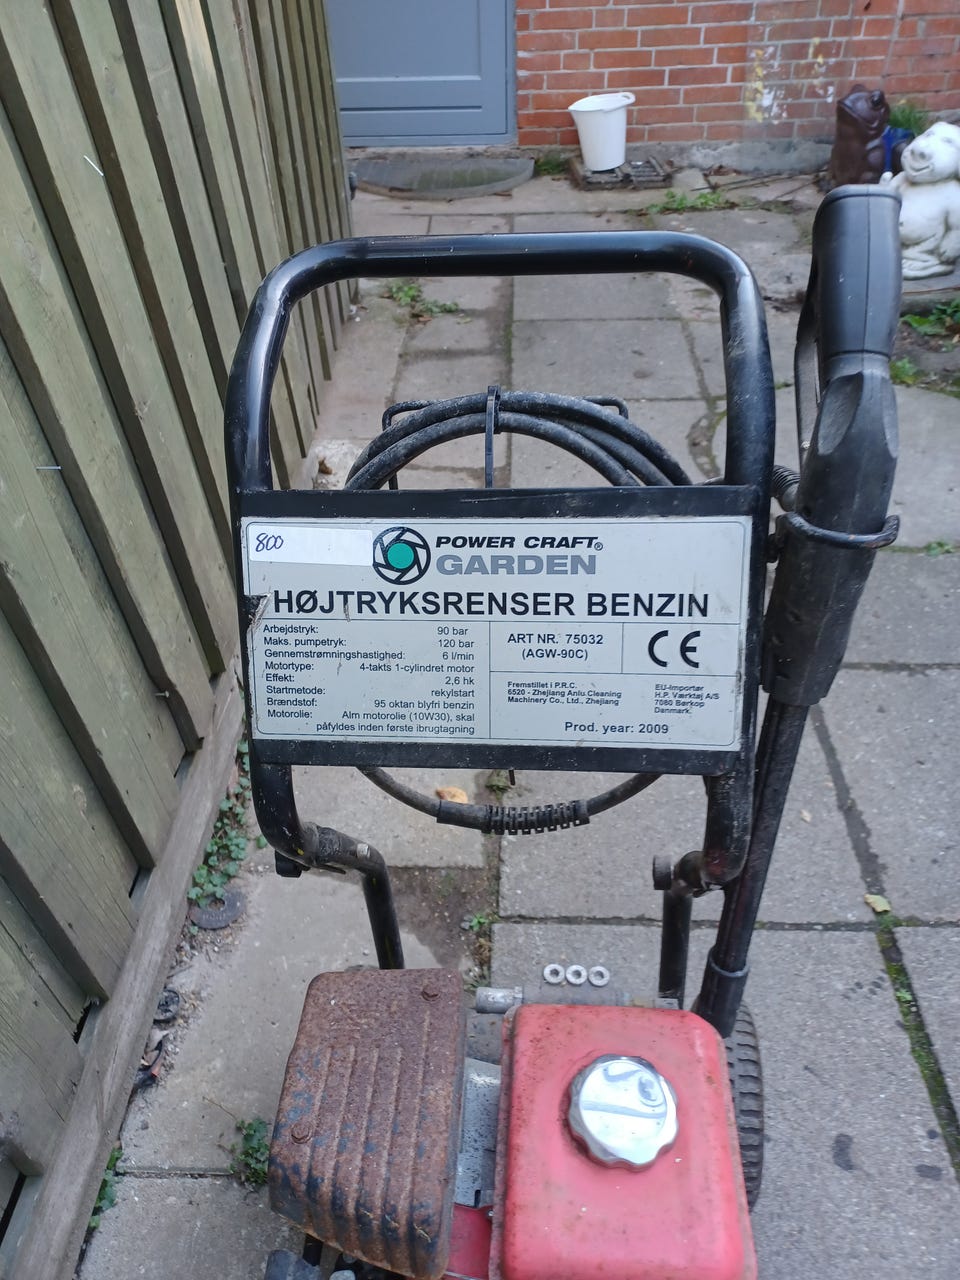 800
POWER CRAFT®
GARDEN
HØJTRYKSRENSER BENZIN
Arbejdstryk: 90 bar
Maks. pumpetryk: 120 bar
Gennemstrømningshastighed: 6 l/min
Motortype: 4-takts 1-cylindret motor
Effekt: 2,6 hk
Startmetode: rekylstart
Brændstof: 95 oktan blyfri benzin
Motorolie: Alm motorolie (10W30), skal
påfyldes inden første ibrugtagning
ART NR. 75032
(AGW-90C)
CE
Fremstillet i P.R.C.
6520 - Zhejiang Anlu Cleaning
Machinery Co., Ltd., Zhejiang
EU-Importør
H.P. Værktøj A/S
7080 Børkop
Danmark.
Prod. year: 2009